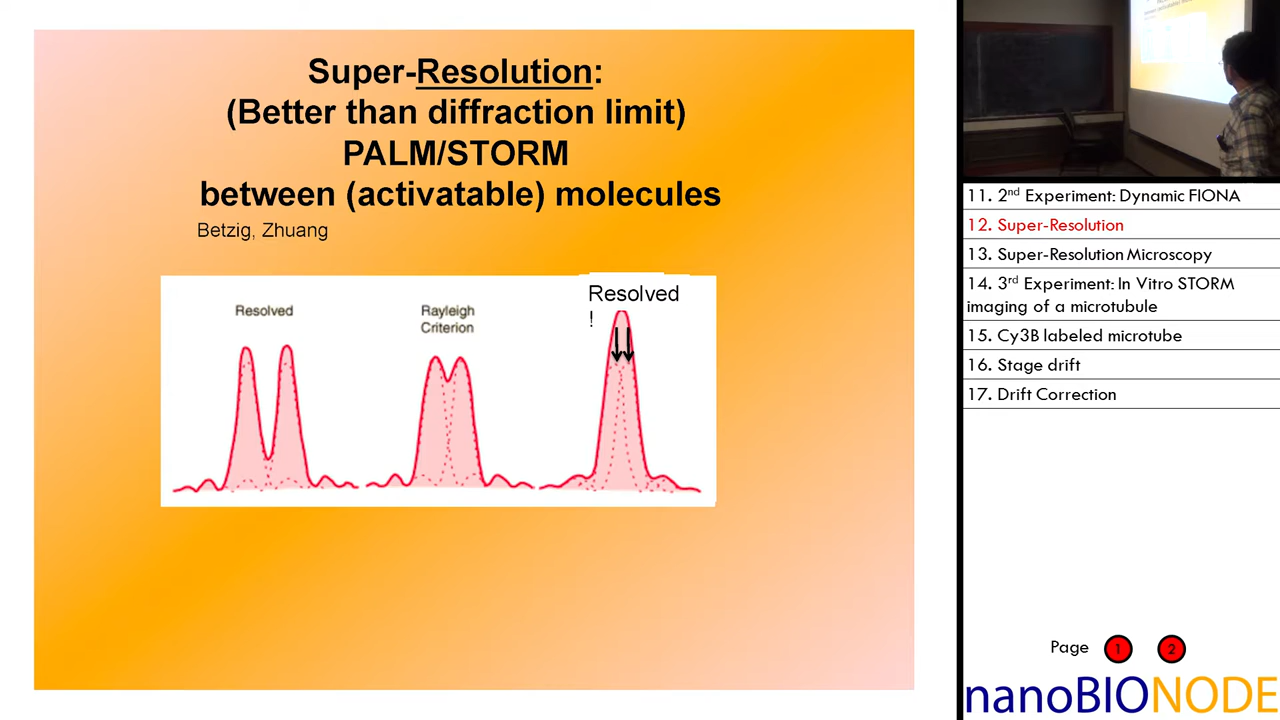 Super-Resolution:
(Better than diffraction limit)
PALM/STORM
between (activatable) molecules
Betzig, Zhuang
Resolved
Rayleigh
Criterion
Resolved
!
11. 2nd Experiment: Dynamic FIONA
12. Super-Resolution
13. Super-Resolution Microscopy
14. 3rd Experiment: In Vitro STORM
imaging of a microtubule
15. Cy3B labeled microtube
16. Stage drift
17. Drift Correction
Page 1 2
nanoBIONODE